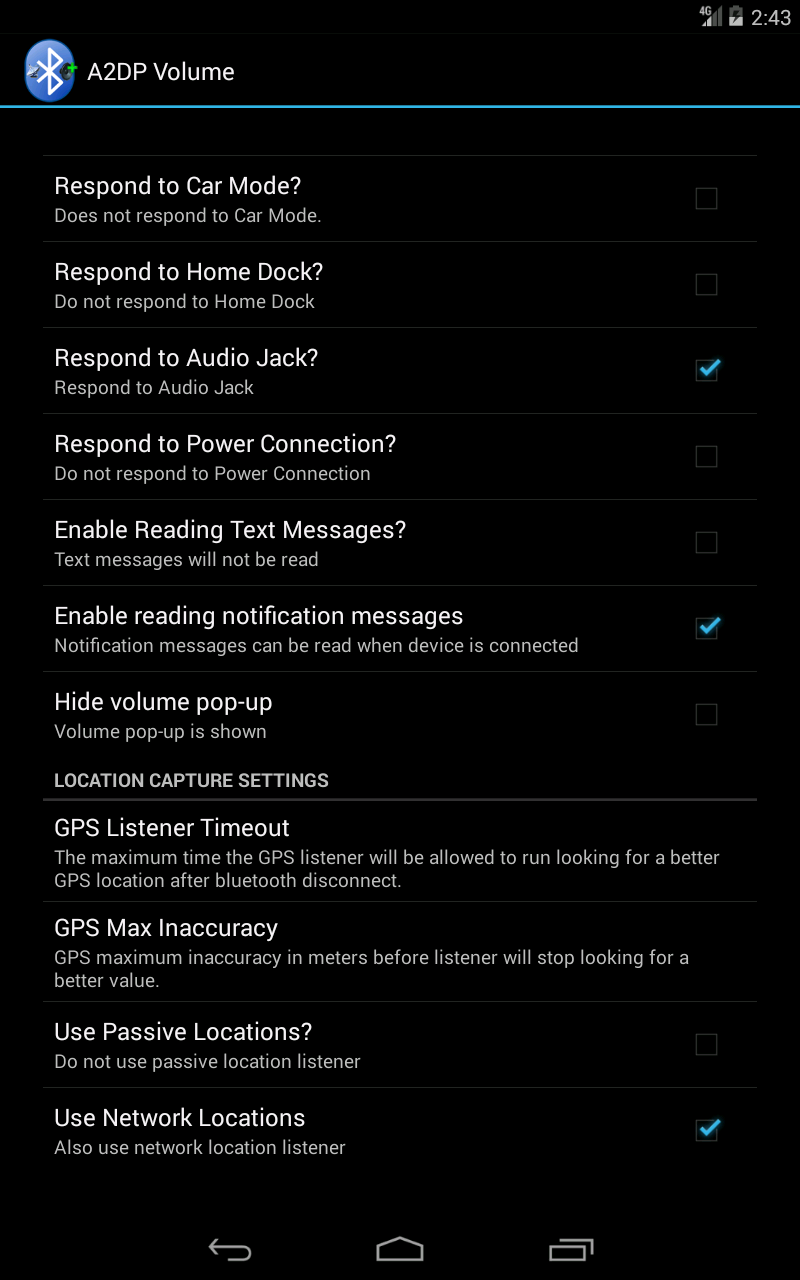 4G 2:43
A2DP Volume
Respond to Car Mode?
Does not respond to Car Mode.
Respond to Home Dock?
Do not respond to Home Dock
Respond to Audio Jack?
Respond to Audio Jack
Respond to Power Connection?
Do not respond to Power Connection
Enable Reading Text Messages?
Text messages will not be read
Enable reading notification messages
Notification messages can be read when device is connected
Hide volume pop-up
Volume pop-up is shown
LOCATION CAPTURE SETTINGS
GPS Listener Timeout
The maximum time the GPS listener will be allowed to run looking for a better
GPS location after bluetooth disconnect.
GPS Max Inaccuracy
GPS maximum inaccuracy in meters before listener will stop looking for a
better value.
Use Passive Locations?
Do not use passive location listener
Use Network Locations
Also use network location listener